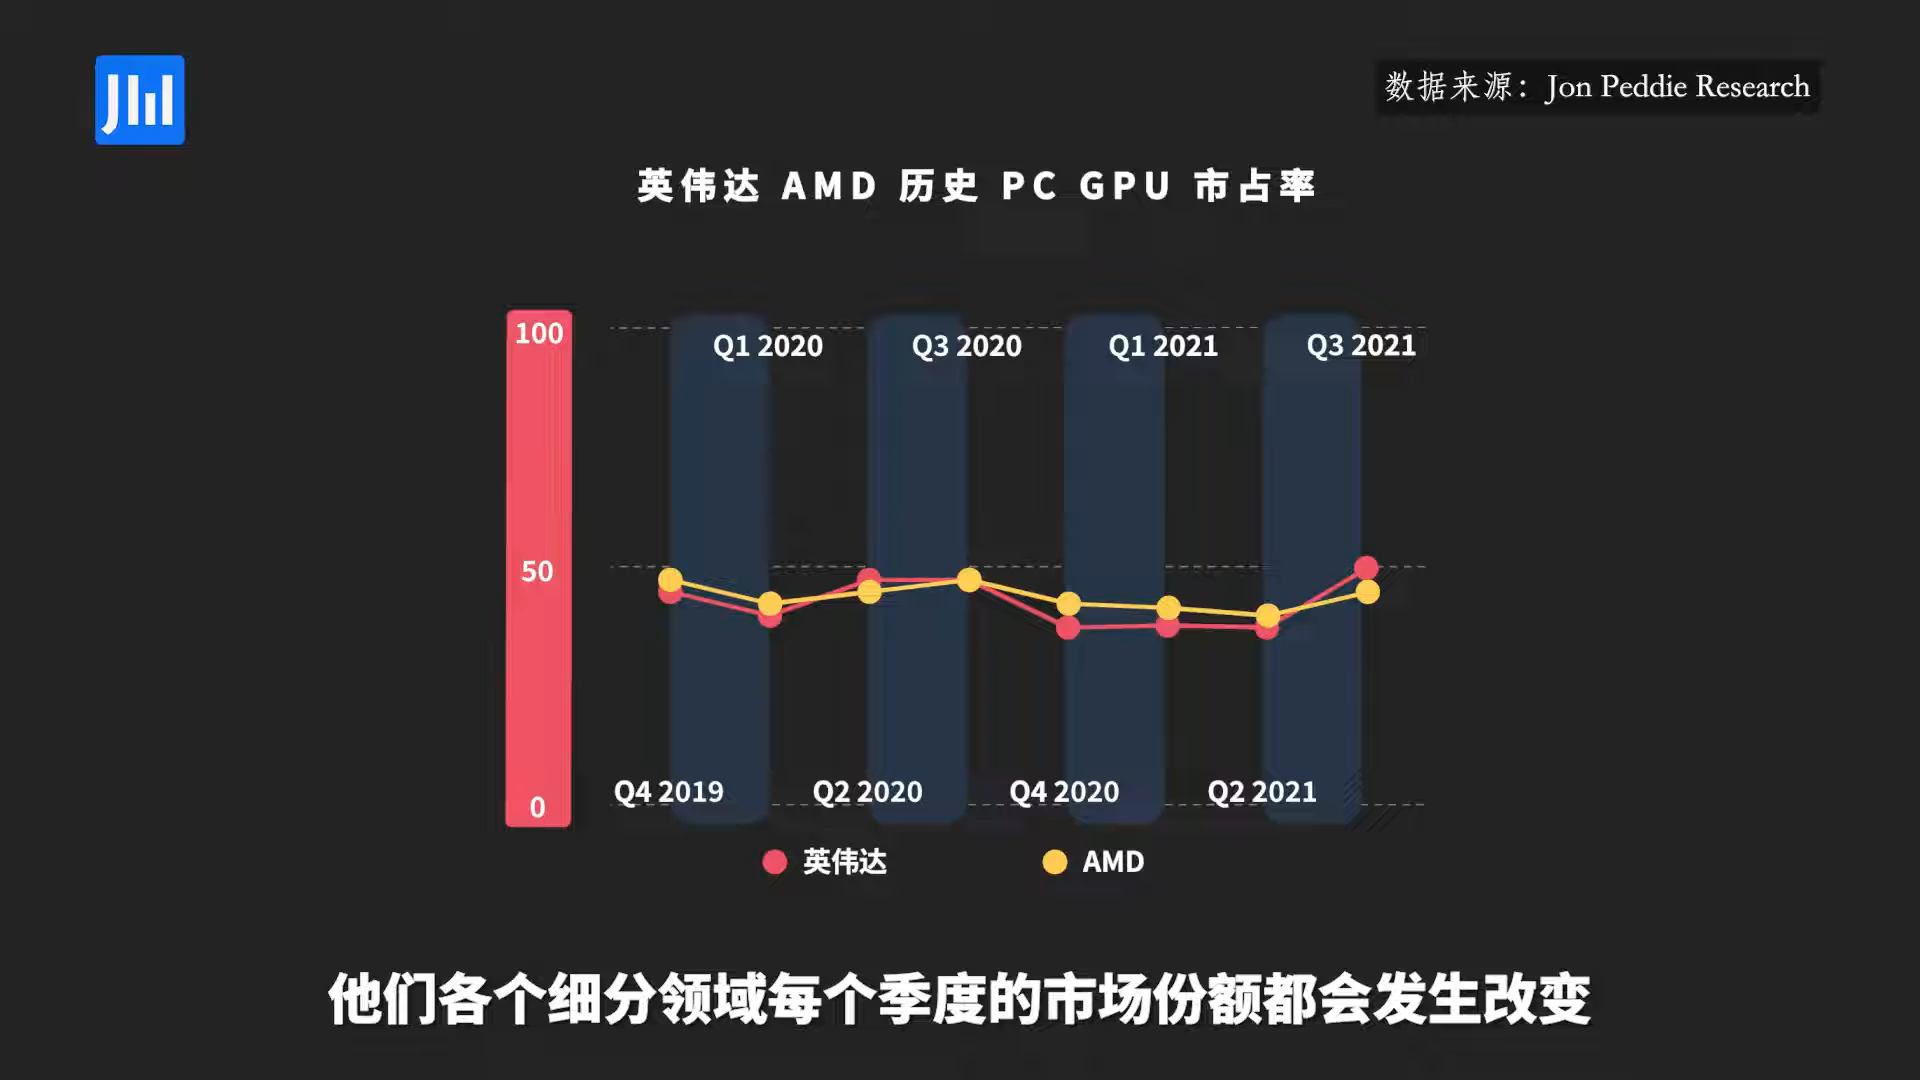 JM
数据来源：Jon Peddie Research
英伟达 AMD 历史 PC GPU 市占率
100
Q1 2020
Q3 2020
Q1 2021
Q3 2021
50
Q4 2019
Q2 2020
Q4 2020
Q2 2021
0
英伟达
AMD
他们各个细分领域每个季度的市场份额都会发生改变